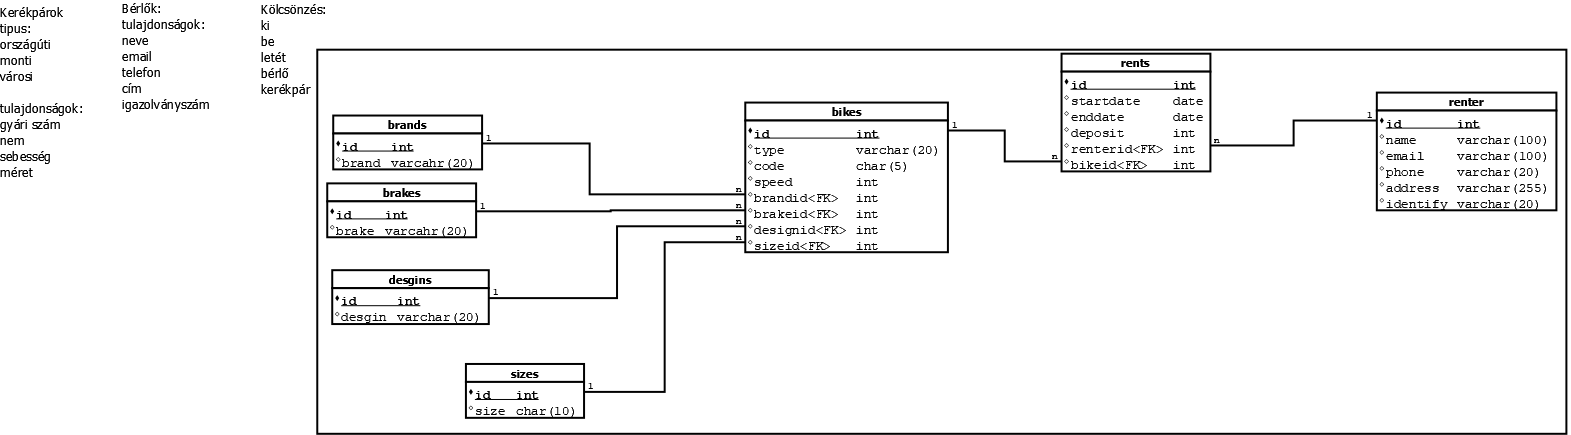 Kerékpárok
tipus:
országúti
monti
városi
tulajdonságok:
gyári szám
nem
sebesség
méret
Bérlők:
tulajdonságok:
neve
email
telefon
cím
igazolványszám
Kölcsönzés:
ki
be
letét
bérlő
kerékpár
brands
id int
brand varcahr(20)
1
brakes
id int
brake varcahr(20)
1
desgins
id int
desgin varchar(20)
1
sizes
id int
size char(10)
1
bikes
id int
type varchar(20)
code char(5)
speed int
n brandid<FK> int
n brakeid<FK> int
n designid<FK> int
n sizeid<FK> int
1
rents
id int
startdate date
enddate date
deposit int
renterid<FK> int n
n bikeid<FK> int
renter
1 id int
name varchar(100)
email varchar(100)
phone varchar(20)
address varchar(255)
identify varchar(20)